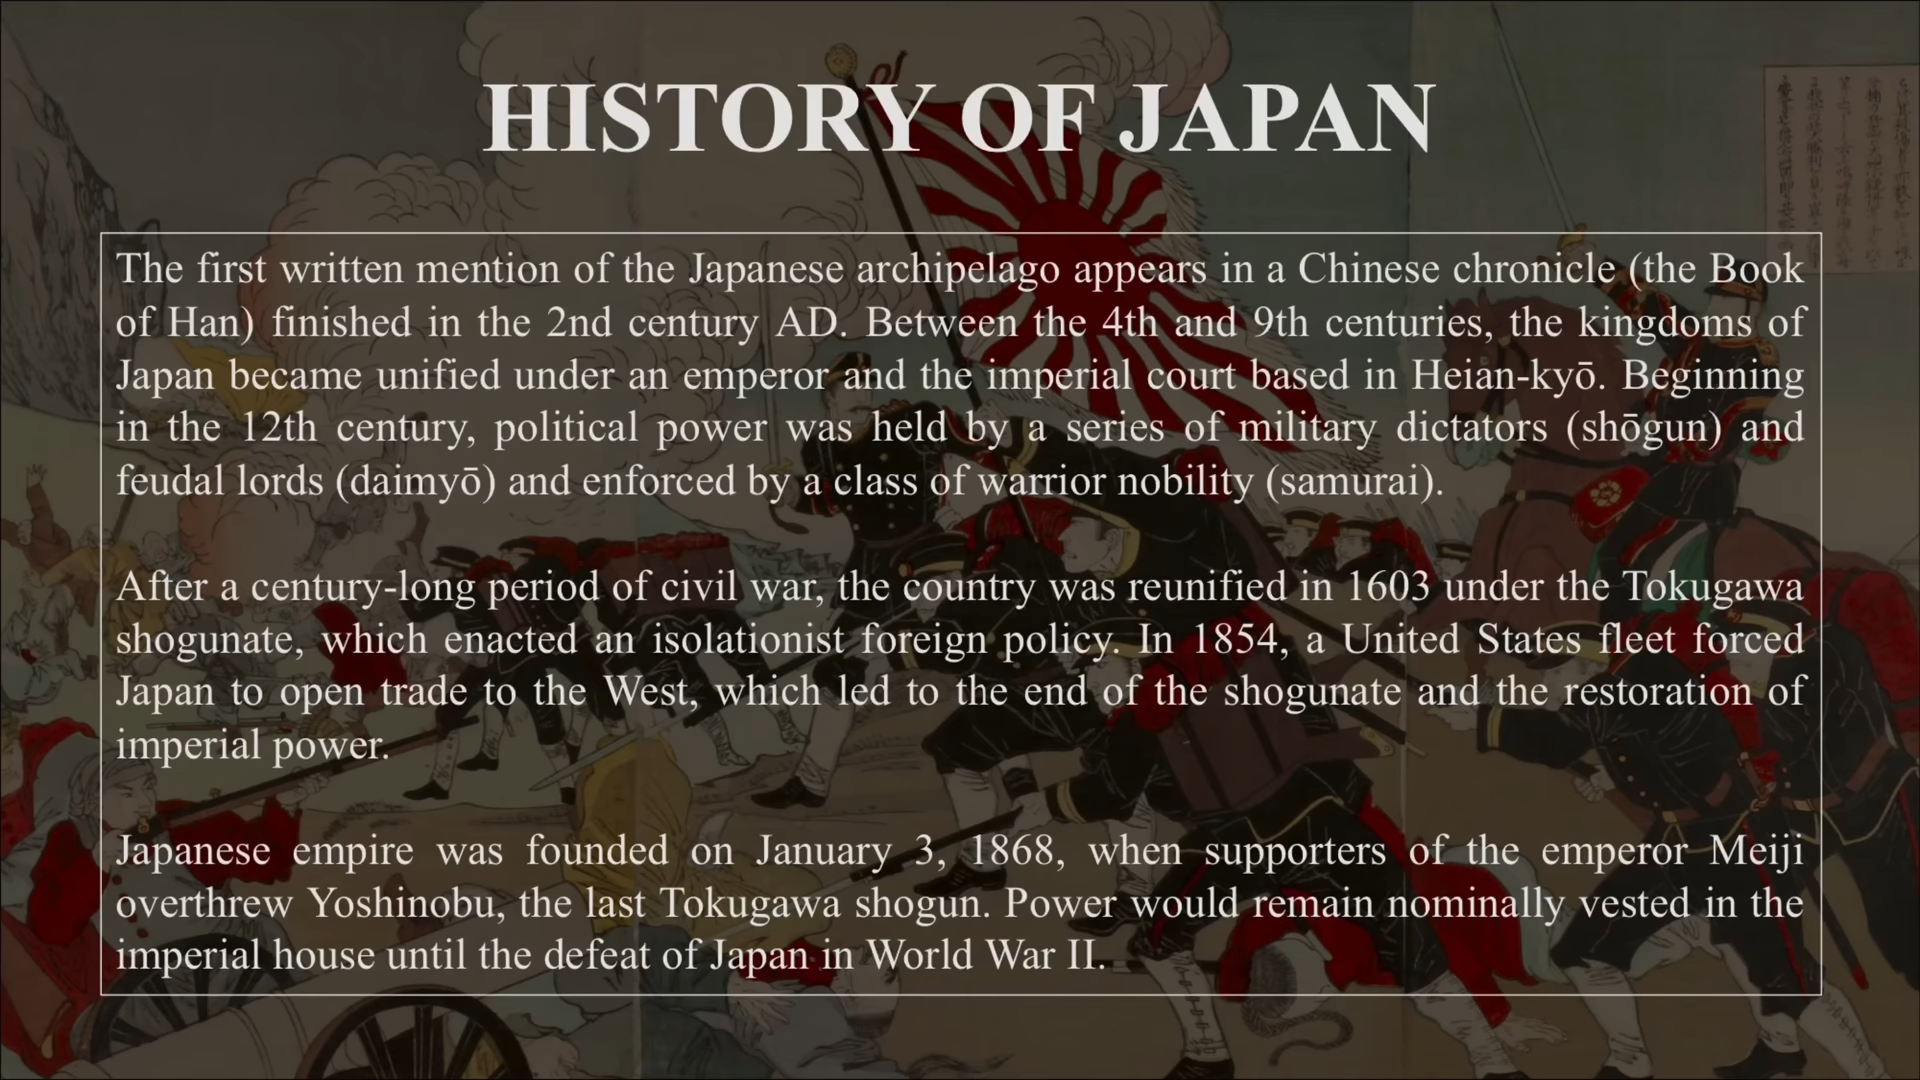 HISTORY OF JAPAN
The first written mention of the Japanese archipelago appears in a Chinese chronicle (the Book
of Han) finished in the 2nd century AD. Between the 4th and 9th centuries, the kingdoms of
Japan became unified under an emperor and the imperial court based in Heian-kyō. Beginning
in the 12th century, political power was held by a series of military dictators (shōgun) and
feudal lords (daimyō) and enforced by a class of warrior nobility (samurai).
After a century-long period of civil war, the country was reunified in 1603 under the Tokugawa
shogunate, which enacted an isolationist foreign policy. In 1854, a United States fleet forced
Japan to open trade to the West, which led to the end of the shogunate and the restoration of
imperial power.
Japanese empire was founded on January 3, 1868, when supporters of the emperor Meiji
overthrew Yoshinobu, the last Tokugawa shogun. Power would remain nominally vested in the
imperial house until the defeat of Japan in World War II.